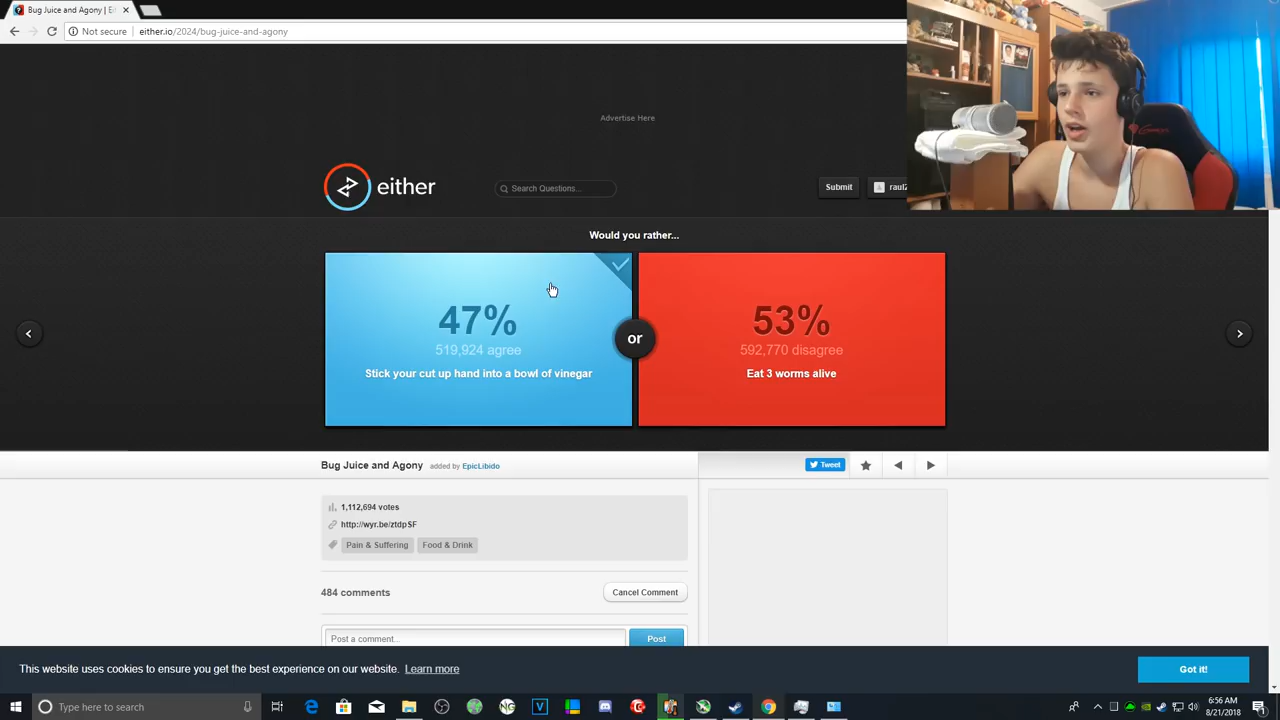 Bug Juice and Agony | Ei
Not secure
either.io/2024/bug-juice-and-agony
Advertise Here
either
Search Questions...
Submit
Would you rather...
47%
519,924 agree
Stick your cut up hand into a bowl of vinegar
or
53%
592,770 disagree
Eat 3 worms alive
Bug Juice and Agony
added by EpicLibido
Tweet
1,112,694 votes
http://wyr.be/ztdpSF
Pain & Suffering
Food & Drink
484 comments
Cancel Comment
Post a comment...
Post
This website uses cookies to ensure you get the best experience on our website. Learn more
Got it!
Type here to search
6:56 AM
8/21/2018